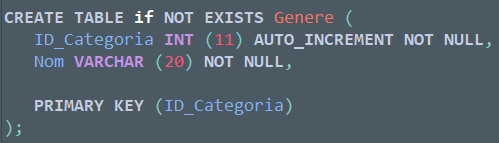 CREATE TABLE if NOT EXISTS Genere (
ID_Categoria INT (11) AUTO_INCREMENT NOT NULL,
Nom VARCHAR (20) NOT NULL,
PRIMARY KEY (ID_Categoria)
);